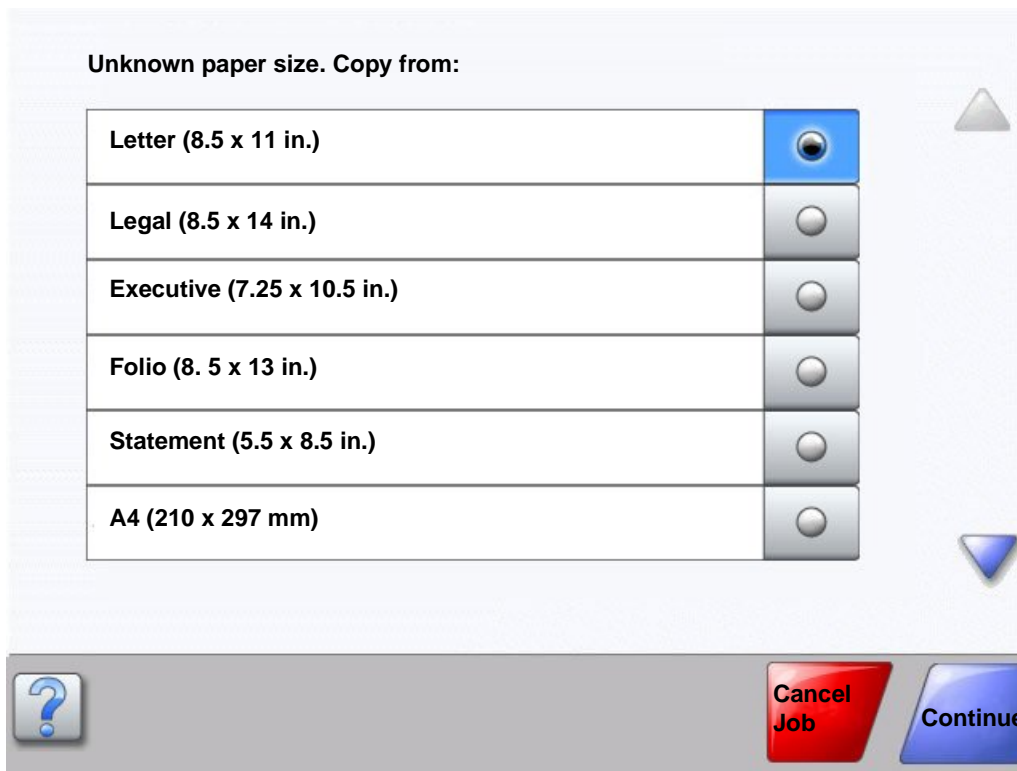 Unknown paper size. Copy from:
Letter (8.5 x 11 in.)
Legal (8.5 x 14 in.)
Executive (7.25 x 10.5 in.)
Folio (8. 5 x 13 in.)
Statement (5.5 x 8.5 in.)
A4 (210 x 297 mm)
?
Cancel
Job
Continue